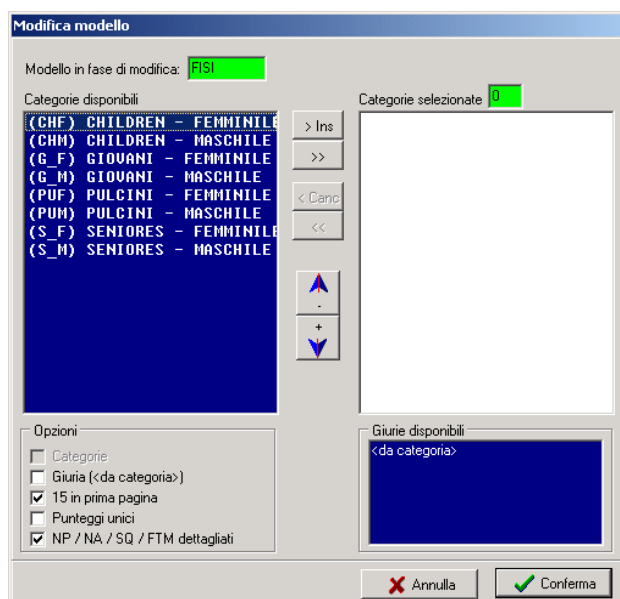 Modifica modello
Modello in fase di modifica: FISI
Categorie disponibili
(CHF) CHILDREN - FEMMINILE
(CHM) CHILDREN - MASCHILE
(G_F) GIOVANI - FEMMINILE
(G_M) GIOVANI - MASCHILE
(PUF) PULCINI - FEMMINILE
(PUM) PULCINI - MASCHILE
(S_F) SENIORES - FEMMINILE
(S_M) SENIORES - MASCHILE
> Ins
>>
< Canc
<<
-
+
Categorie selezionate 0
Opzioni
Categorie
Giuria (<da categoria>)
15 in prima pagina
Punteggi unici
NP / NA / SQ / FTM dettagliati
Giurie disponibili
<da categoria>
Annulla
Conferma